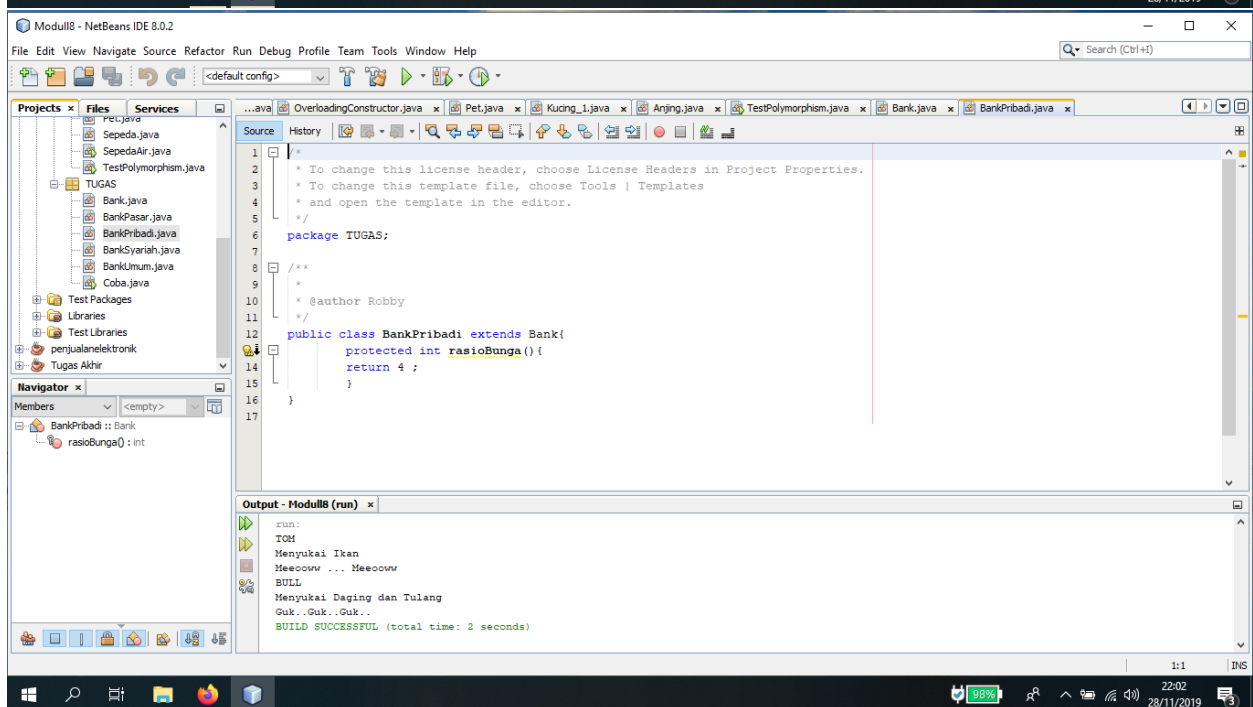 28/11/2019
Modull8 - NetBeans IDE 8.0.2
File Edit View Navigate Source Refactor Run Debug Profile Team Tools Window Help
Search (Ctrl+I)
<default config>
Projects x Files Services
...ava OverloadingConstructor.java x Pet.java x Kucing_1.java x Anjing.java x TestPolymorphism.java x Bank.java x BankPribadi.java x
Pet.java
Sepeda.java
SepedaAir.java
TestPolymorphism.java
TUGAS
Bank.java
BankPasar.java
BankPribadi.java
BankSyariah.java
BankUmum.java
Coba.java
Test Packages
Libraries
Test Libraries
penjualanelektronik
Tugas Akhir
Source History
1 /*
2 * To change this license header, choose License Headers in Project Properties.
3 * To change this template file, choose Tools | Templates
4 * and open the template in the editor.
5 */
6 package TUGAS;
7
8 /**
9 *
10 * @author Robby
11 */
12 public class BankPribadi extends Bank{
protected int rasioBunga(){
14 return 4 ;
15 }
16 }
17
Navigator x
Members <empty>
BankPribadi :: Bank
rasioBunga() : int
Output - Modull8 (run) x
run:
TOM
Menyukai Ikan
Meeooww ... Meeooww
BULL
Menyukai Daging dan Tulang
Guk..Guk..Guk..
BUILD SUCCESSFUL (total time: 2 seconds)
1:1 INS
98%
22:02
28/11/2019
3